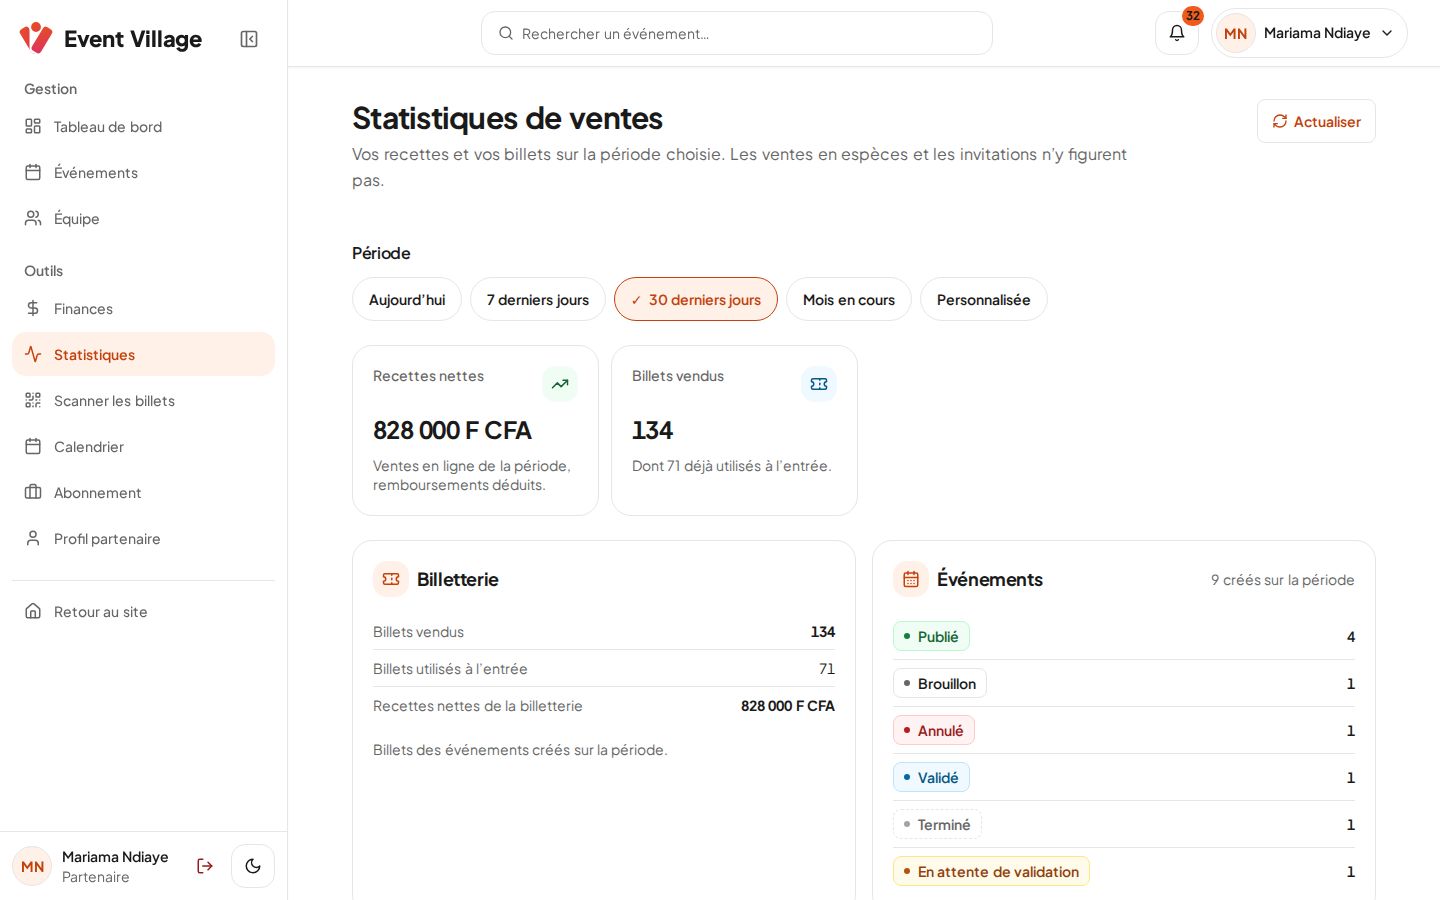 Event Village
Gestion
Tableau de bord
Événements
Équipe
Outils
Finances
Statistiques
Scanner les billets
Calendrier
Abonnement
Profil partenaire
Retour au site
MN
Mariama Ndiaye
Partenaire
Rechercher un événement…
32
MN
Mariama Ndiaye
Statistiques de ventes
Actualiser
Vos recettes et vos billets sur la période choisie. Les ventes en espèces et les invitations n’y figurent
pas.
Période
Aujourd’hui
7 derniers jours
✓ 30 derniers jours
Mois en cours
Personnalisée
Recettes nettes
828 000 F CFA
Ventes en ligne de la période,
remboursements déduits.
Billets vendus
134
Dont 71 déjà utilisés à l’entrée.
Billetterie
Billets vendus 134
Billets utilisés à l’entrée 71
Recettes nettes de la billetterie 828 000 F CFA
Billets des événements créés sur la période.
Événements 9 créés sur la période
Publié 4
Brouillon 1
Annulé 1
Validé 1
Terminé 1
En attente de validation 1